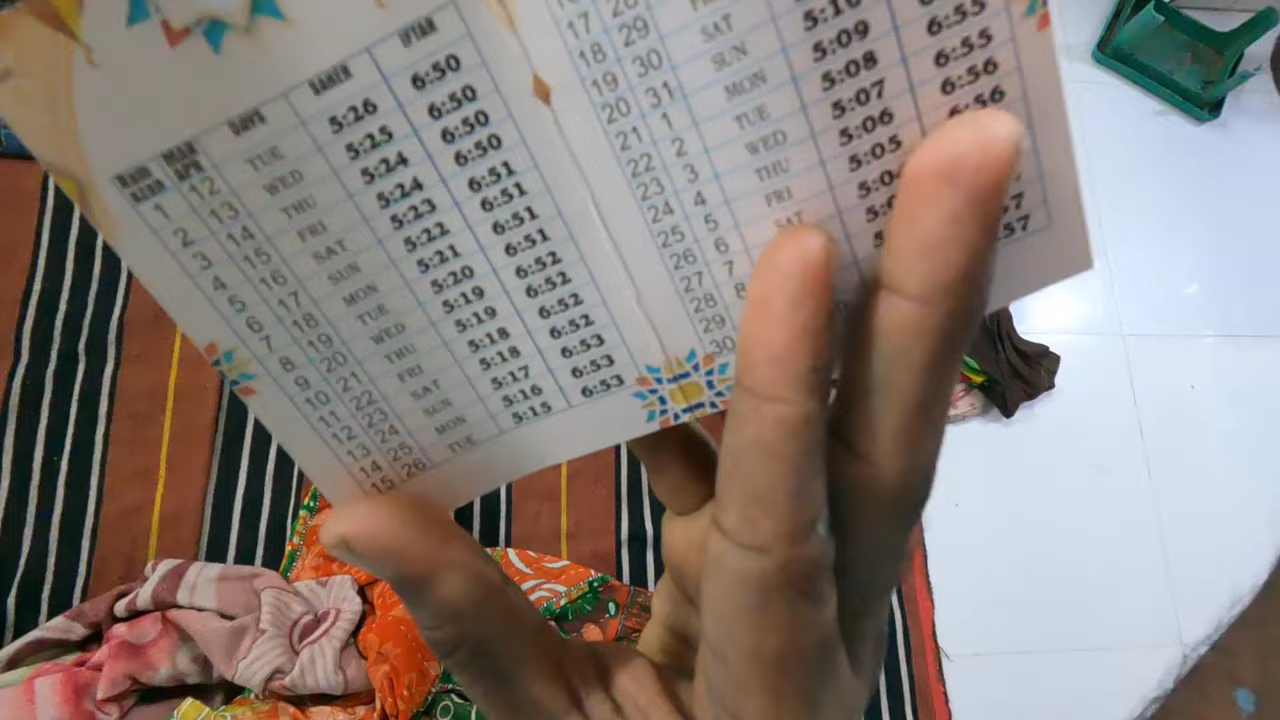 MAR APR DAYS SAHER IFTAR
1 12 TUE 5:26 6:50
2 13 WED 5:25 6:50
3 14 THU 5:24 6:50
4 15 FRI 5:24 6:50
5 16 SAT 5:23 6:51
6 17 SUN 5:22 6:51
7 18 MON 5:21 6:51
8 19 TUE 5:20 6:51
9 20 WED 5:19 6:52
10 21 THU 5:19 6:52
11 22 FRI 5:18 6:52
12 23 SAT 5:18 6:52
13 24 SUN 5:17 6:53
14 25 MON 5:16 6:53
15 26 TUE 5:15 6:53
17 28
18 29
19 30 SAT 5:10
20 31 SUN 5:09 6:55
21 1 MON 5:08 6:55
22 2 TUE 5:07 6:56
23 3 WED 5:06 6:56
24 4 THU 5:05
25 5 FRI
26 6 SAT
27 7
28 8
29
30